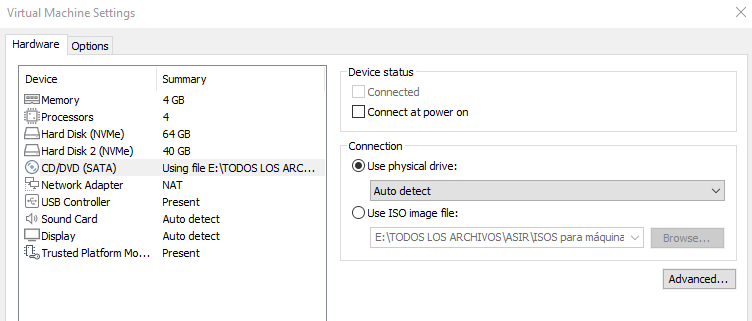 Virtual Machine Settings
Hardware Options
Device Summary
Memory 4 GB
Processors 4
Hard Disk (NVMe) 64 GB
Hard Disk 2 (NVMe) 40 GB
CD/DVD (SATA) Using file E:\TODOS LOS ARC...
Network Adapter NAT
USB Controller Present
Sound Card Auto detect
Display Auto detect
Trusted Platform Mo... Present
Device status
Connected
Connect at power on
Connection
Use physical drive:
Auto detect
Use ISO image file:
E:\TODOS LOS ARCHIVOS\ASIR\ISOS para máquina Browse...
Advanced...